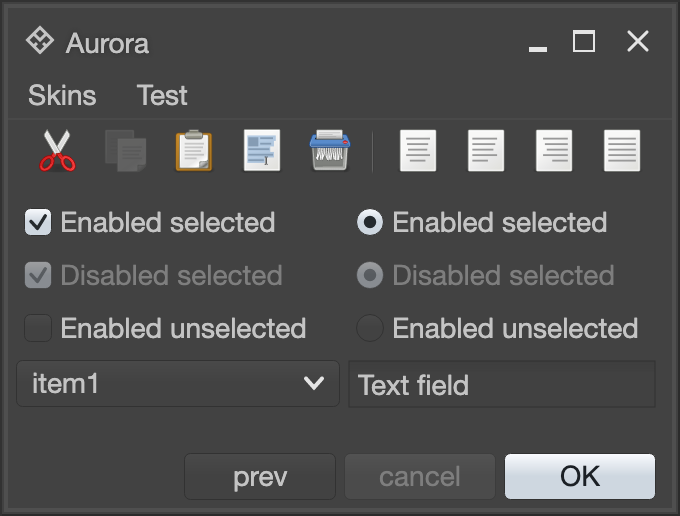 Aurora
Skins Test
Enabled selected Enabled selected
Disabled selected Disabled selected
Enabled unselected Enabled unselected
item1 Text field
prev cancel OK